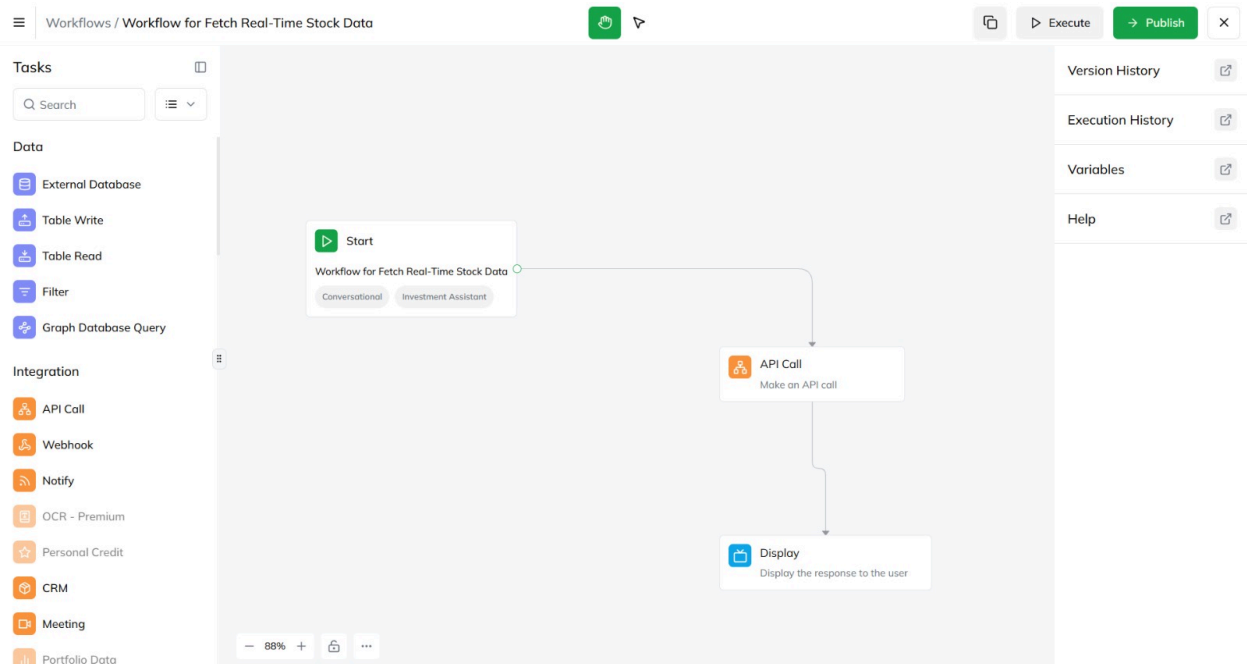 Workflows / Workflow for Fetch Real-Time Stock Data
Execute
Publish
Tasks
Search
Data
External Database
Table Write
Table Read
Filter
Graph Database Query
Integration
API Call
Webhook
Notify
OCR - Premium
Personal Credit
CRM
Meeting
Portfolio Data
Start
Workflow for Fetch Real-Time Stock Data
Conversational
Investment Assistant
API Call
Make an API call
Display
Display the response to the user
88%
Version History
Execution History
Variables
Help